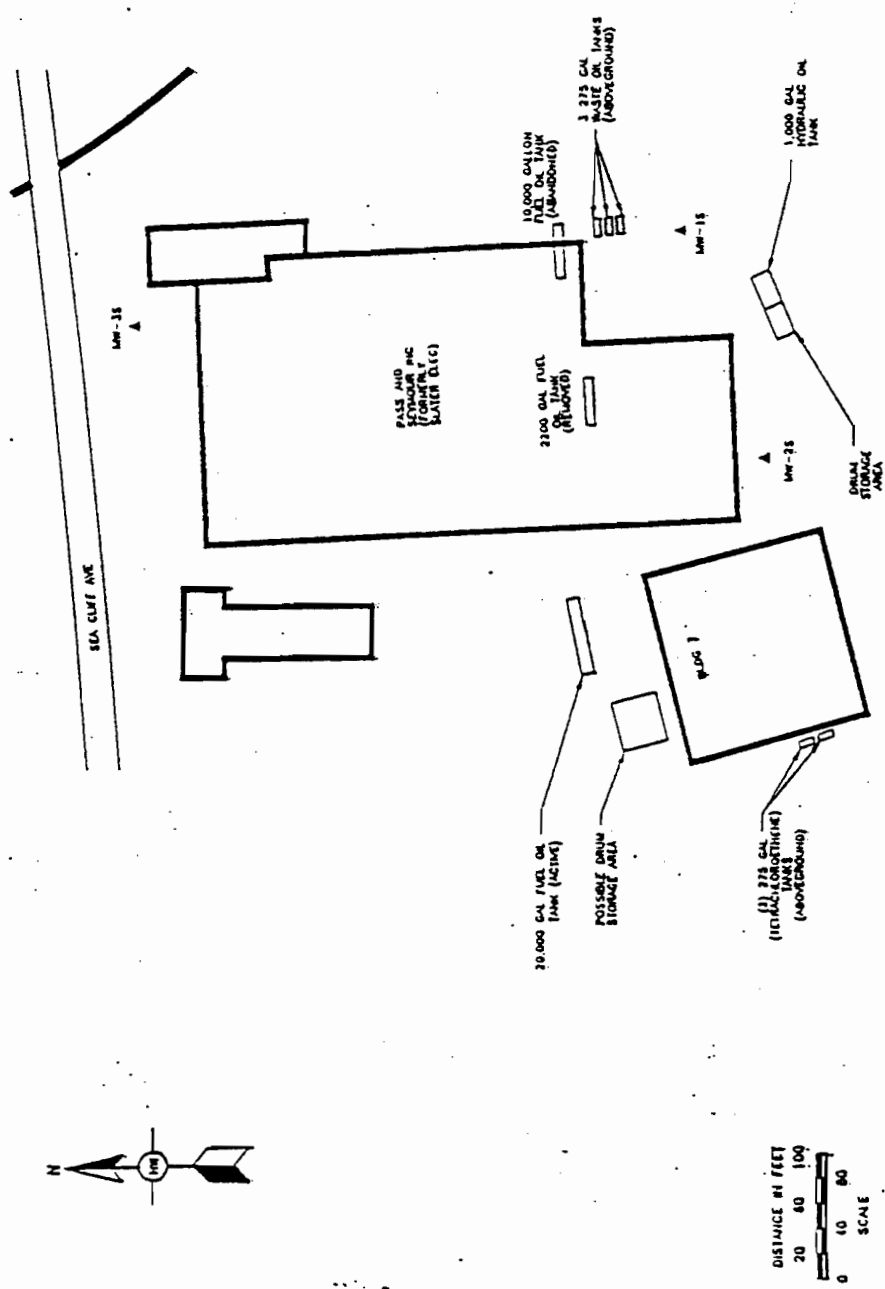 SEA CLIFF AVE
MW-3S
PASS AND
SEYMOUR INC
(FORMERLY
SLATER ELEC)
10,000 GALLON
FUEL OIL TANK
(ABANDONED)
3 275 GAL
WASTE OIL TANKS
(ABOVEGROUND)
2200 GAL FUEL
OIL TANK
(REMOVED)
MW-1S
1,000 GAL
HYDRAULIC OIL
TANK
MW-2S
DRUM
STORAGE
AREA
20,000 GAL FUEL OIL
TANK (ACTIVE)
POSSIBLE DRUM
STORAGE AREA
BLDG 1
275 GAL
(TETRACHLOROETHENE)
TANKS
(ABOVEGROUND)
N
DISTANCE IN FEET
20 60 100
0 40 80
SCALE